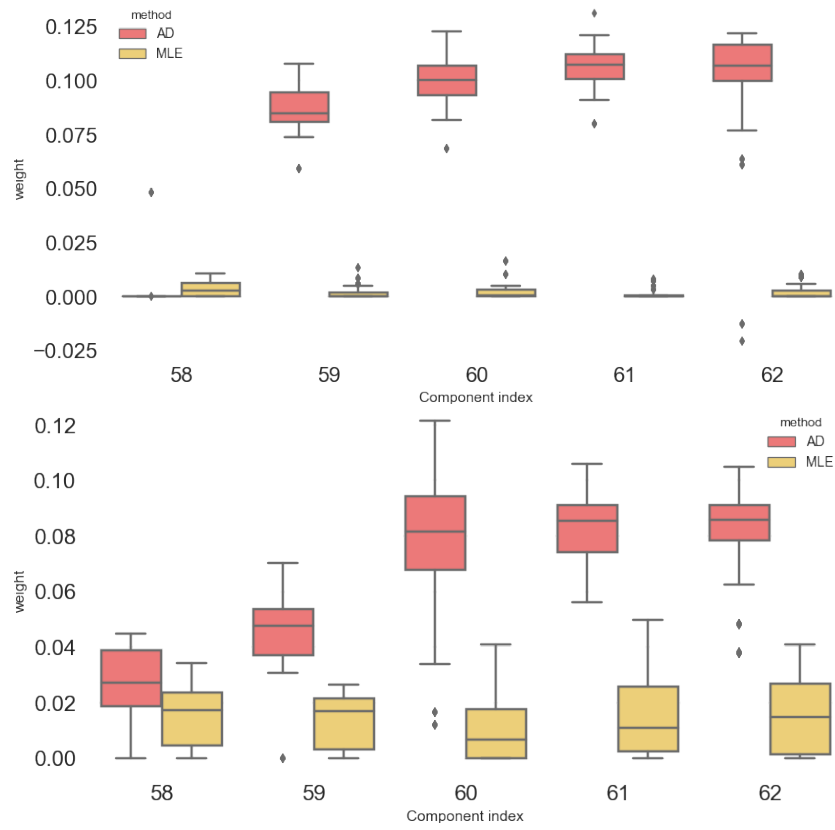 method
AD
MLE
0.125
0.100
0.075
0.050
0.025
0.000
−0.025
weight
58 59 60 61 62
Component index
method
AD
MLE
0.12
0.10
0.08
0.06
0.04
0.02
0.00
weight
58 59 60 61 62
Component index